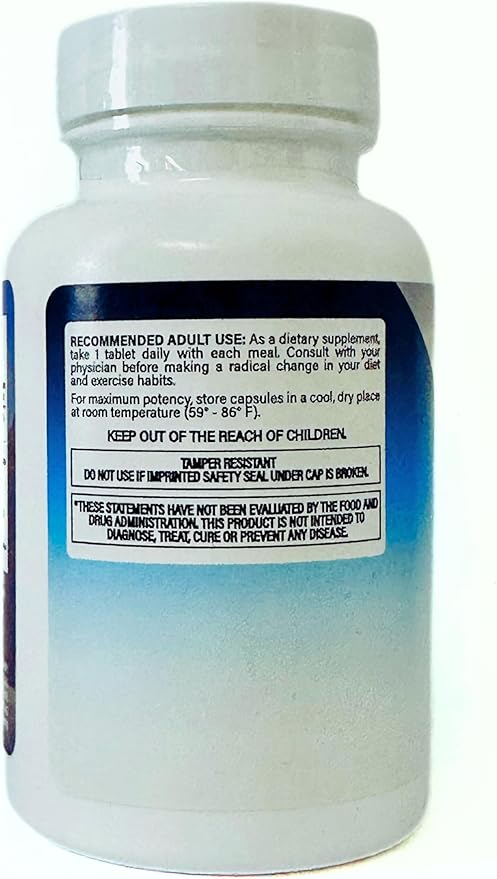 RECOMMENDED ADULT USE: As a dietary supplement,
take 1 tablet daily with each meal. Consult with your
physician before making a radical change in your diet
and exercise habits.
For maximum potency, store capsules in a cool, dry place
at room temperature (59° - 86° F).
KEEP OUT OF THE REACH OF CHILDREN.
TAMPER RESISTANT
DO NOT USE IF IMPRINTED SAFETY SEAL UNDER CAP IS BROKEN.
*THESE STATEMENTS HAVE NOT BEEN EVALUATED BY THE FOOD AND
DRUG ADMINISTRATION. THIS PRODUCT IS NOT INTENDED TO
DIAGNOSE, TREAT, CURE OR PREVENT ANY DISEASE.